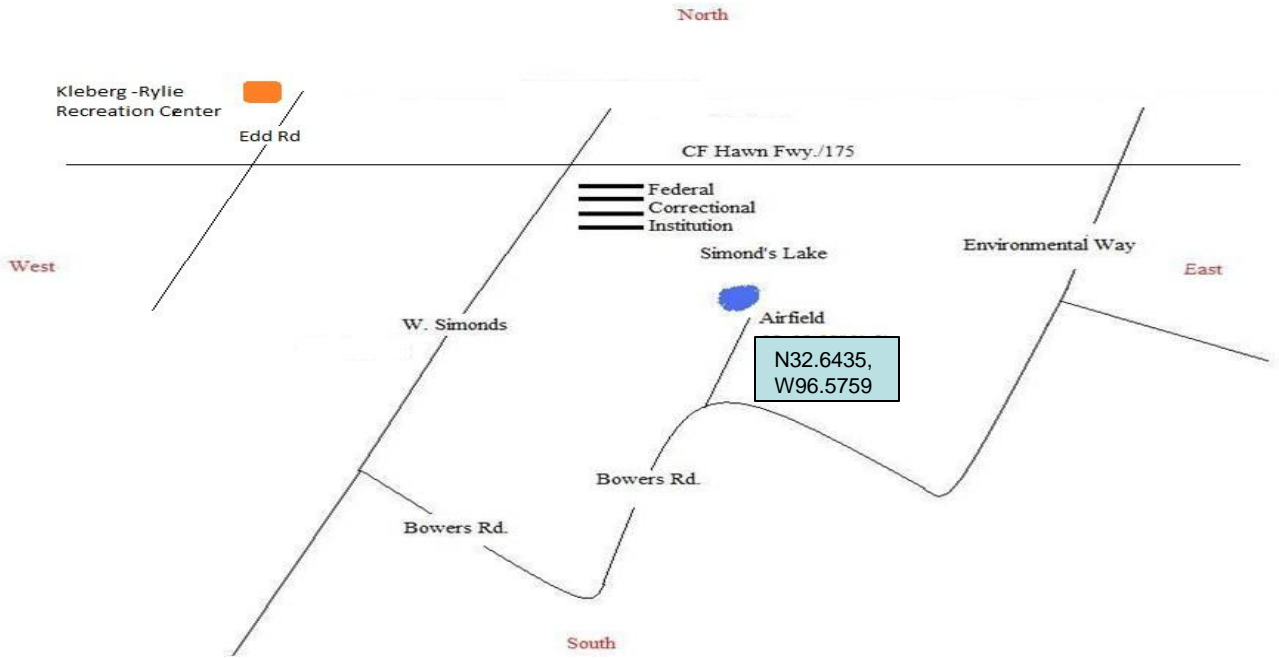 North
Kleberg -Rylie
Recreation Center
Edd Rd
CF Hawn Fwy./175
Federal
Correctional
Institution
Simond's Lake
Environmental Way
West
East
W. Simonds
Airfield
N32.6435,
W96.5759
Bowers Rd.
Bowers Rd.
South